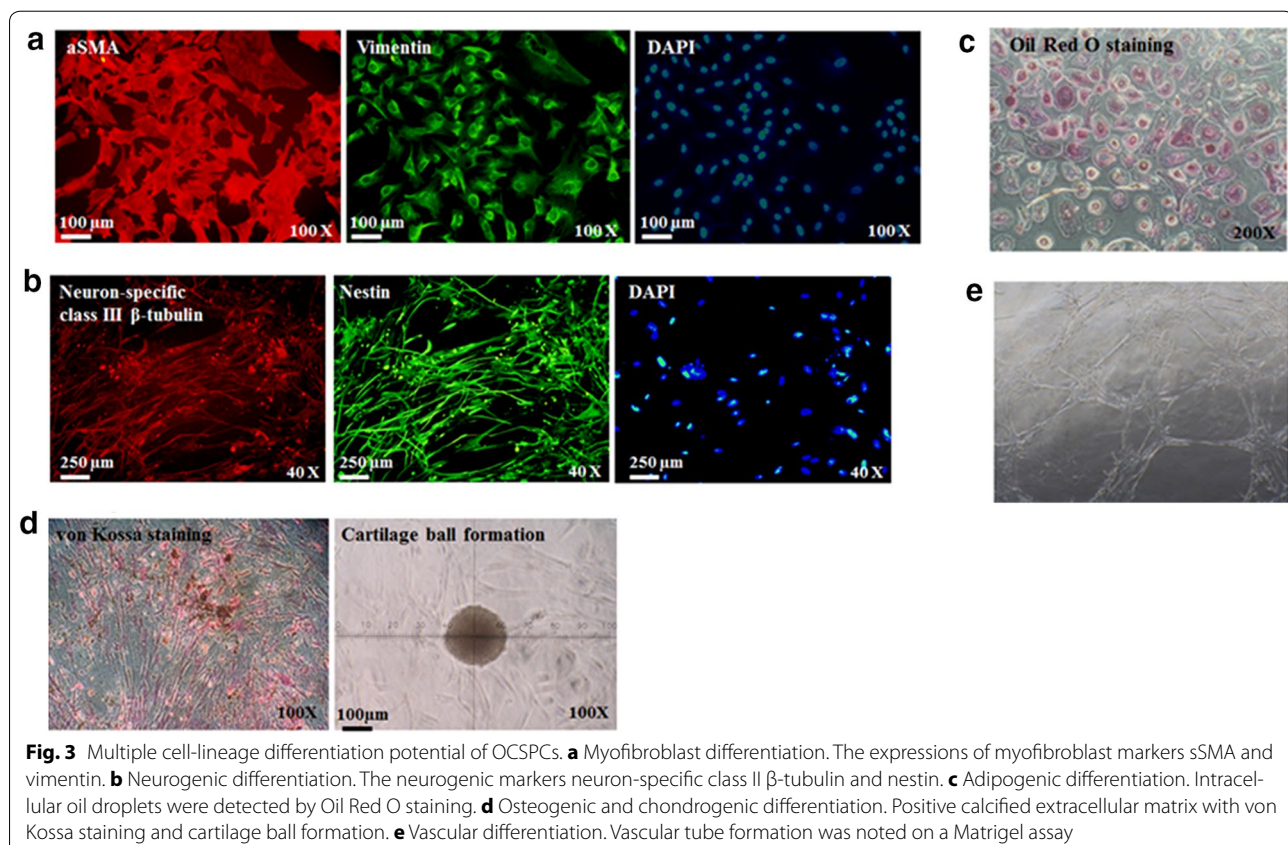 a
aSMA
Vimentin
DAPI
100 µm
100 X
100 µm
100 X
100 µm
100 X
c
Oil Red O staining
200X
b
Neuron-specific
class III β-tubulin
Nestin
DAPI
250 µm
40 X
250 µm
40 X
250 µm
40 X
e
d
von Kossa staining
100X
Cartilage ball formation
100µm
100X
Fig. 3 Multiple cell-lineage differentiation potential of OCSPCs. a Myofibroblast differentiation. The expressions of myofibroblast markers sSMA and
vimentin. b Neurogenic differentiation. The neurogenic markers neuron-specific class II β-tubulin and nestin. c Adipogenic differentiation. Intracel-
lular oil droplets were detected by Oil Red O staining. d Osteogenic and chondrogenic differentiation. Positive calcified extracellular matrix with von
Kossa staining and cartilage ball formation. e Vascular differentiation. Vascular tube formation was noted on a Matrigel assay